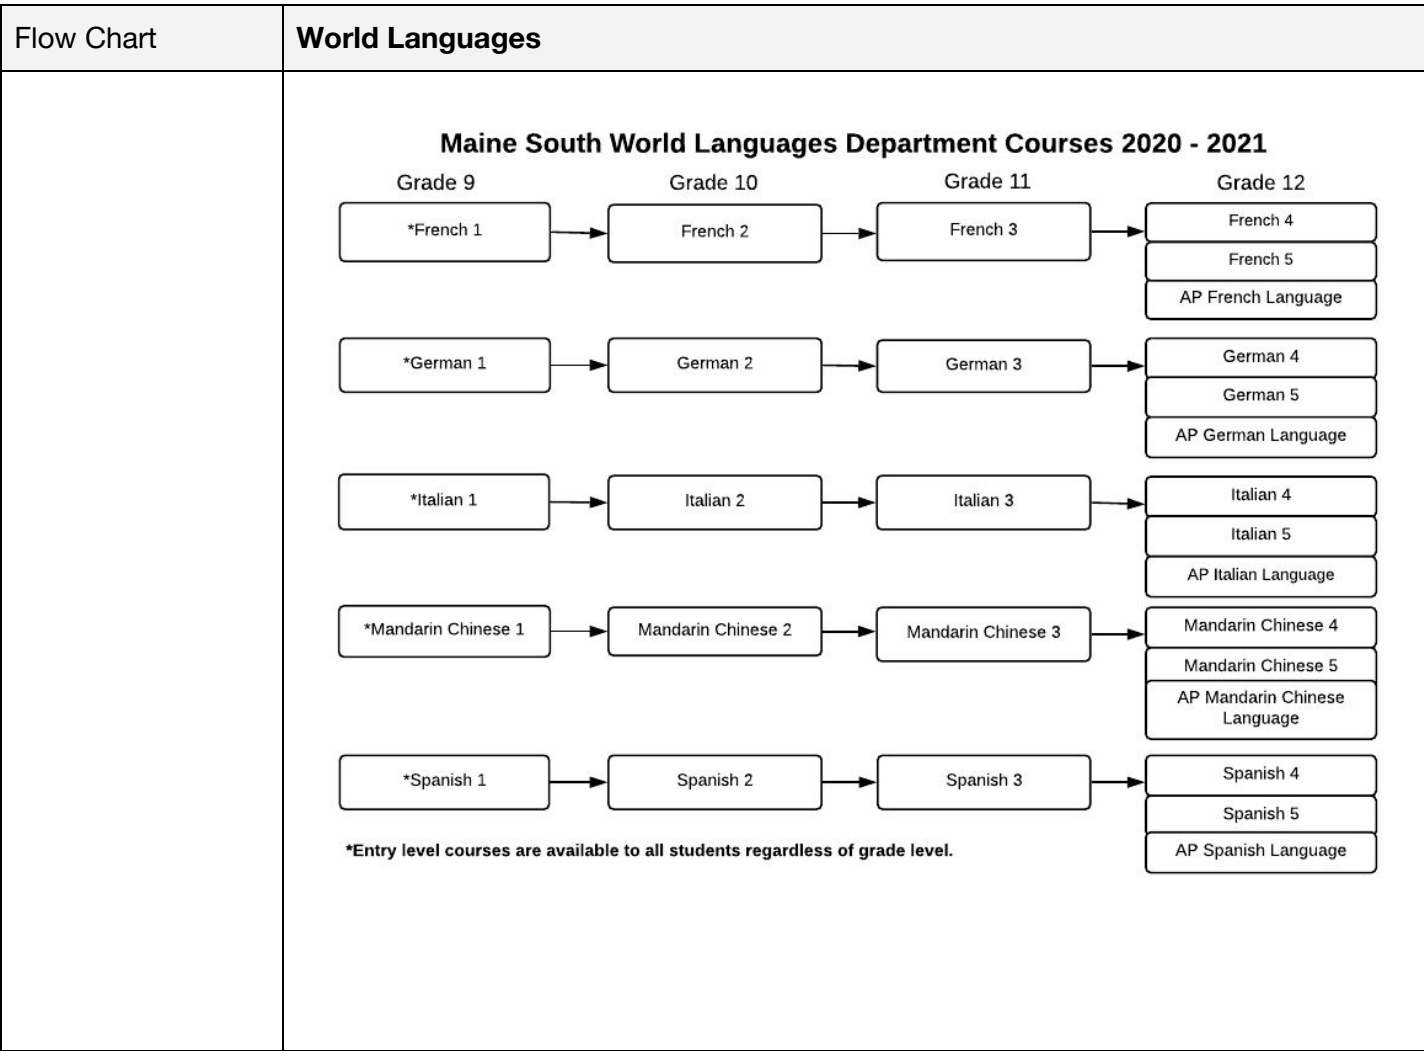 Flow Chart
World Languages
Maine South World Languages Department Courses 2020 - 2021
Grade 9
Grade 10
Grade 11
Grade 12
*French 1
French 2
French 3
French 4
French 5
AP French Language
*German 1
German 2
German 3
German 4
German 5
AP German Language
*Italian 1
Italian 2
Italian 3
Italian 4
Italian 5
AP Italian Language
*Mandarin Chinese 1
Mandarin Chinese 2
Mandarin Chinese 3
Mandarin Chinese 4
Mandarin Chinese 5
AP Mandarin Chinese
Language
*Spanish 1
Spanish 2
Spanish 3
Spanish 4
Spanish 5
AP Spanish Language
*Entry level courses are available to all students regardless of grade level.